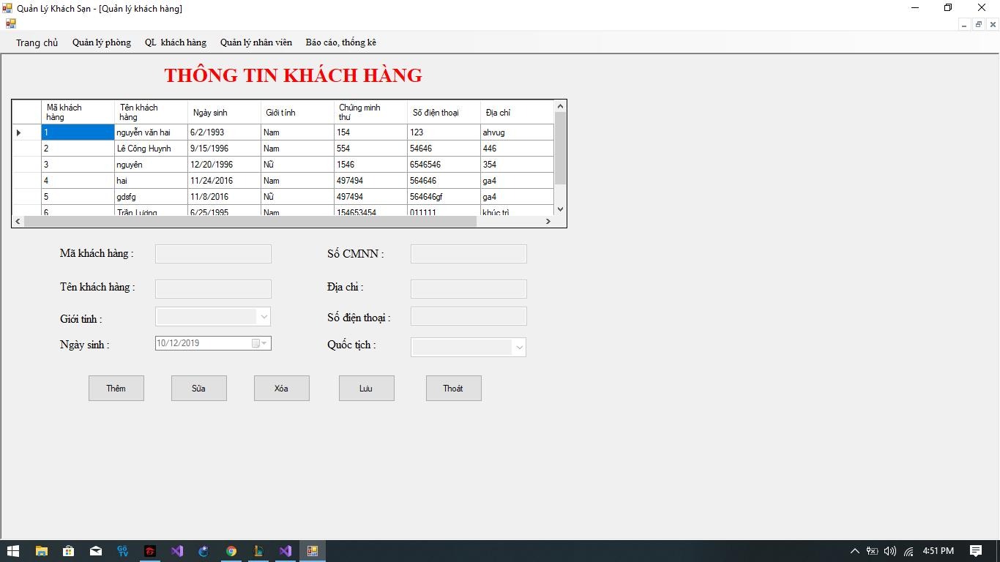 Quản Lý Khách Sạn - [Quản lý khách hàng]
Trang chủ Quản lý phòng QL khách hàng Quản lý nhân viên Báo cáo, thống kê
THÔNG TIN KHÁCH HÀNG
Mã khách hàng Tên khách hàng Ngày sinh Giới tính Chứng minh thư Số điện thoại Địa chỉ
1 nguyễn văn hai 6/2/1993 Nam 154 123 ahvug
2 Lê Công Huynh 9/15/1996 Nam 554 54646 446
3 nguyên 12/20/1996 Nữ 1546 6546546 354
4 hai 11/24/2016 Nam 497494 564646 ga4
5 gdsfg 11/8/2016 Nữ 497494 564646gf ga4
6 Trần Lương 6/25/1995 Nam 154653454 011111 khúc trì
Mã khách hàng : Số CMNN :
Tên khách hàng : Địa chỉ :
Giới tính : Số điện thoại :
Ngày sinh : 10/12/2019 Quốc tịch :
Thêm Sửa Xóa Lưu Thoát
Gõ TV
4:51 PM